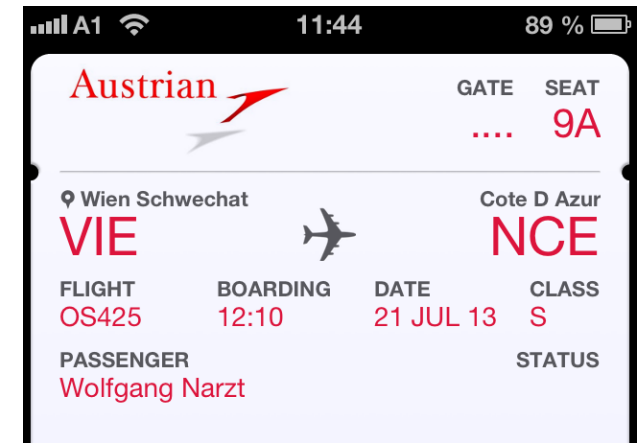 A1 11:44 89 %
Austrian
GATE SEAT
.... 9A
Wien Schwechat Cote D Azur
VIE NCE
FLIGHT BOARDING DATE CLASS
OS425 12:10 21 JUL 13 S
PASSENGER STATUS
Wolfgang Narzt